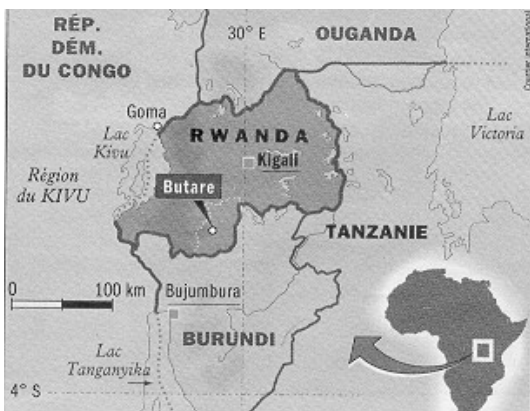 RÉP.
DÉM.
DU CONGO
30° E
OUGANDA
Goma
Lac
Kivu
RWANDA
Kigali
Lac
Victoria
Région
du KIVU
Butare
TANZANIE
0 100 km
Bujumbura
BURUNDI
Lac
Tanganyika
4° S